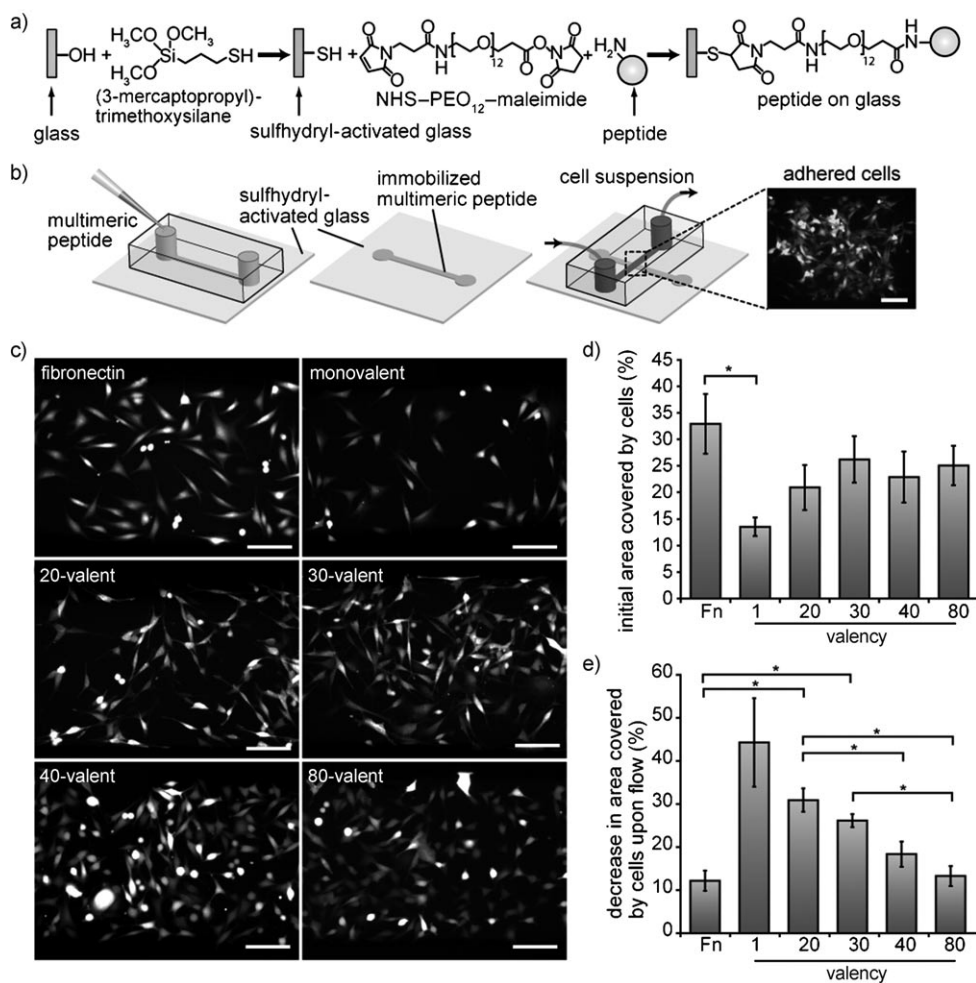 a)
OH
+
H₃CO OCH₃
Si
H₃CO
SH
(3-mercaptopropyl)-
trimethoxysilane
glass
SH
+
sulfhydryl-activated glass
O
N
O
O
N
H
O
12
O
O
N
O
O
NHS–PEO₁₂–maleimide
+
H₂N
peptide
S
O
N
O
O
N
H
O
12
O
H
N
peptide on glass
b)
multimeric
peptide
sulfhydryl-
activated glass
immobilized
multimeric peptide
cell suspension
adhered cells
c)
fibronectin
monovalent
20-valent
30-valent
40-valent
80-valent
d)
initial area covered by cells (%)
45
40
35
30
25
20
15
10
5
0
*
Fn 1 20 30 40 80
valency
e)
decrease in area covered
by cells upon flow (%)
60
50
40
30
20
10
0
*
*
*
*
*
Fn 1 20 30 40 80
valency